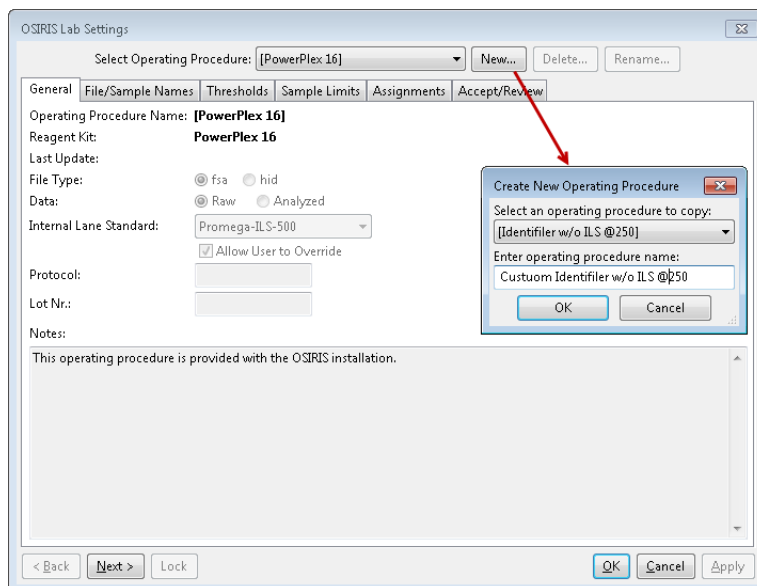 OSIRIS Lab Settings
Select Operating Procedure: [PowerPlex 16] New... Delete... Rename...
General File/Sample Names Thresholds Sample Limits Assignments Accept/Review
Operating Procedure Name: [PowerPlex 16]
Reagent Kit: PowerPlex 16
Last Update:
File Type: fsa hid
Data: Raw Analyzed
Internal Lane Standard: Promega-ILS-500
Allow User to Override
Protocol:
Lot Nr.:
Notes:
This operating procedure is provided with the OSIRIS installation.
Create New Operating Procedure
Select an operating procedure to copy:
[Identifiler w/o ILS @250]
Enter operating procedure name:
Custuom Identifiler w/o ILS @250
OK Cancel
< Back Next > Lock OK Cancel Apply